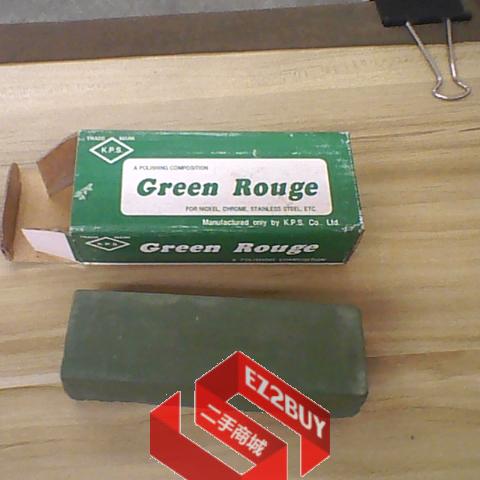 TRADE MARK
K.P.S.
A POLISHING COMPOSITION
Green Rouge
FOR NICKEL, CHROME, STAINLESS STEEL, ETC.
Manufactured only by K.P.S. Co., Ltd.
K.P.S.
Green Rouge
A POLISHING COMPOSITION
EZ2BUY
二手商城